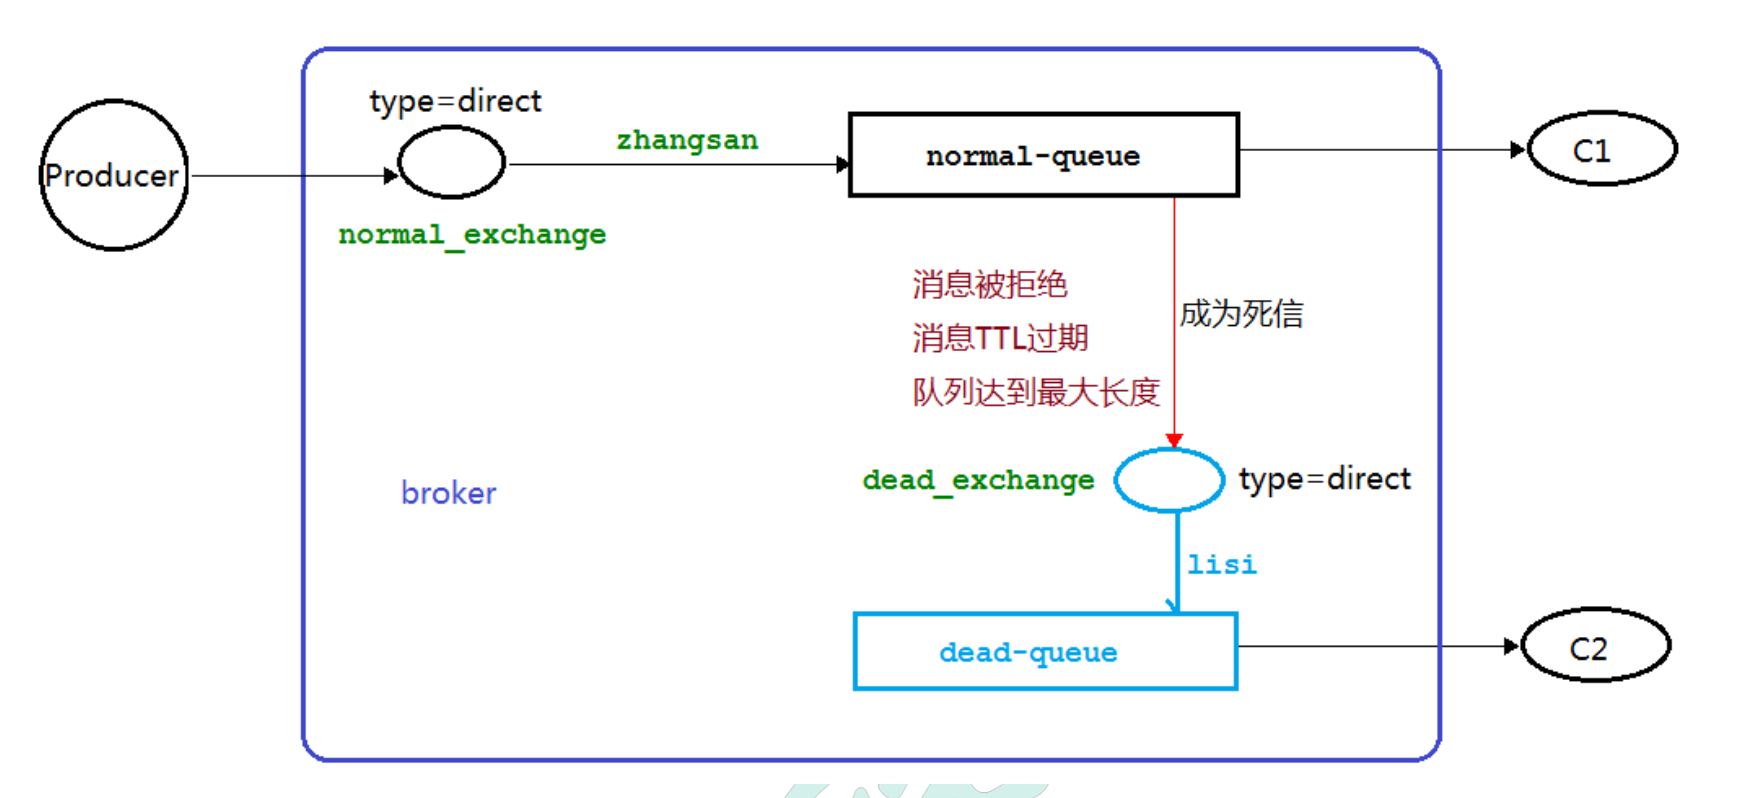 type=direct
Producer
zhangsan
normal-queue
C1
normal_exchange
消息被拒绝
消息TTL过期
队列达到最大长度
成为死信
dead_exchange
type=direct
broker
lisi
dead-queue
C2